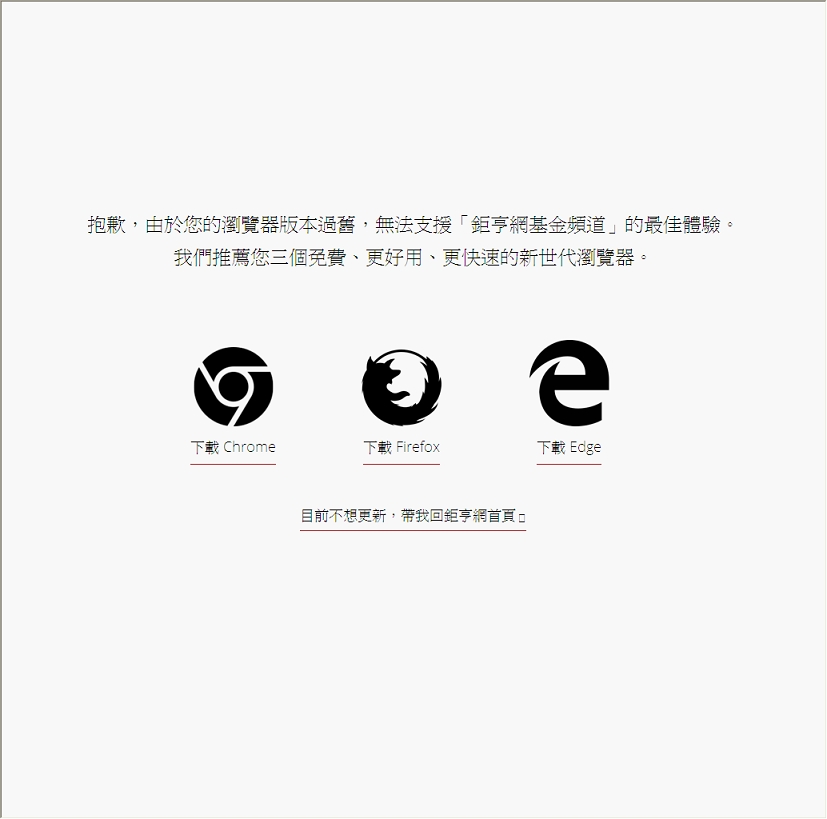 抱歉，由於您的瀏覽器版本過舊，無法支援「鉅亨網基金頻道」的最佳體驗。
我們推薦您三個免費、更好用、更快速的新世代瀏覽器。
下載 Chrome
下載 Firefox
下載 Edge
目前不想更新，帶我回鉅亨網首頁